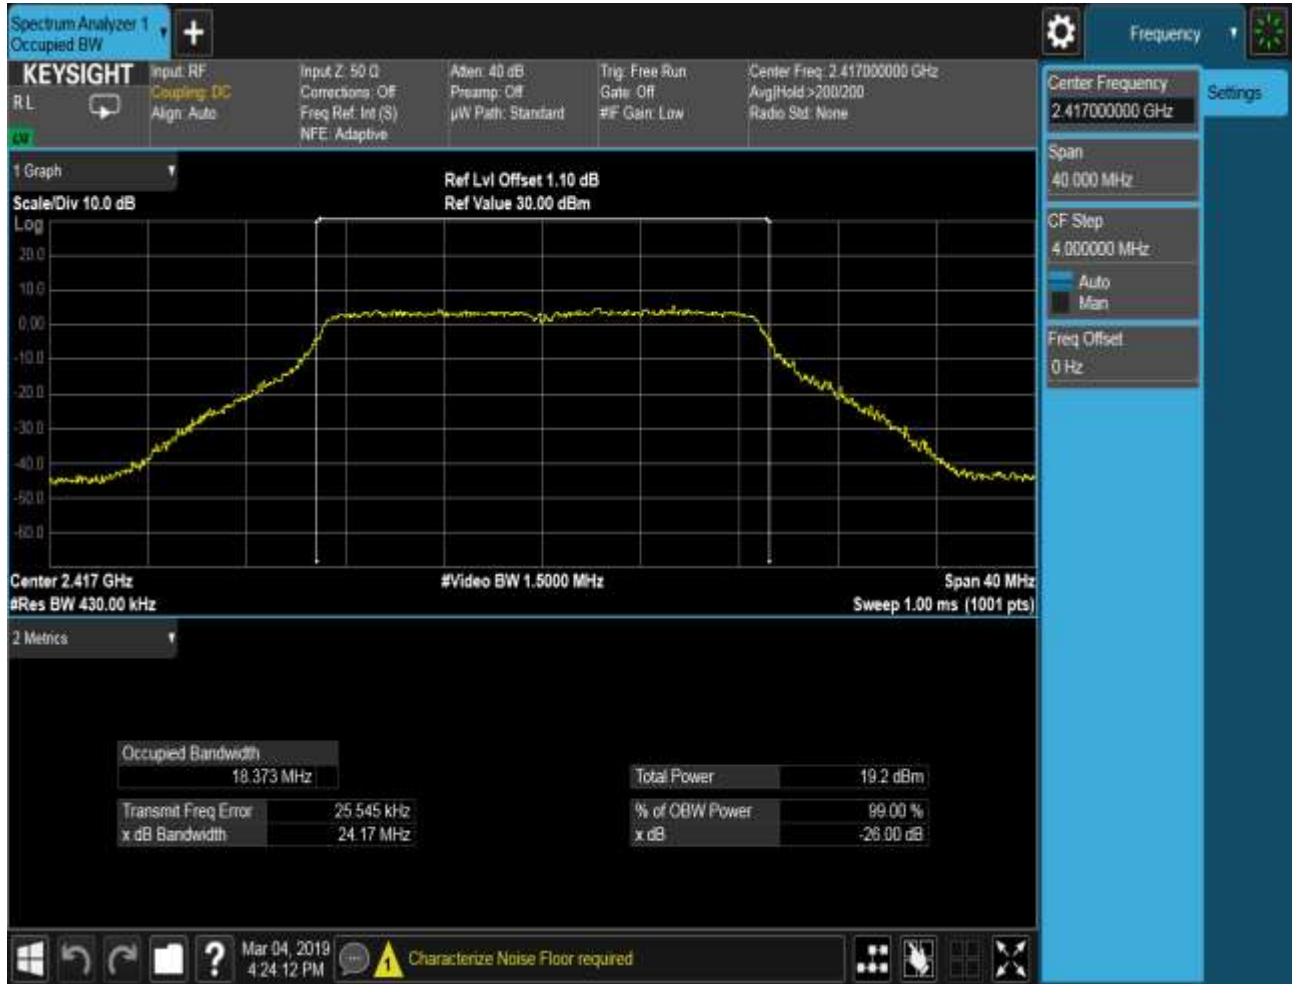 Spectrum Analyzer 1
Occupied BW
Frequency
KEYSIGHT
R L
Input: RF
Coupling: DC
Align: Auto
Input Z: 50 Ω
Corrections: Off
Freq Ref: Int (S)
NFE: Adaptive
Atten: 40 dB
Preamp: Off
µW Path: Standard
Trig: Free Run
Gate: Off
#IF Gain: Low
Center Freq: 2.417000000 GHz
Avg|Hold:>200/200
Radio Std: None
Center Frequency
2.417000000 GHz
Settings
Span
40.000 MHz
CF Step
4.000000 MHz
Auto
Man
Freq Offset
0 Hz
1 Graph
Scale/Div 10.0 dB
Ref Lvl Offset 1.10 dB
Ref Value 30.00 dBm
Log
20.0
10.0
0.00
-10.0
-20.0
-30.0
-40.0
-50.0
-60.0
Center 2.417 GHz
#Res BW 430.00 kHz
#Video BW 1.5000 MHz
Span 40 MHz
Sweep 1.00 ms (1001 pts)
2 Metrics
Occupied Bandwidth
18.373 MHz
Transmit Freq Error 25.545 kHz
x dB Bandwidth 24.17 MHz
Total Power 19.2 dBm
% of OBW Power 99.00 %
x dB -26.00 dB
?
Mar 04, 2019
4:24:12 PM
1
Characterize Noise Floor required